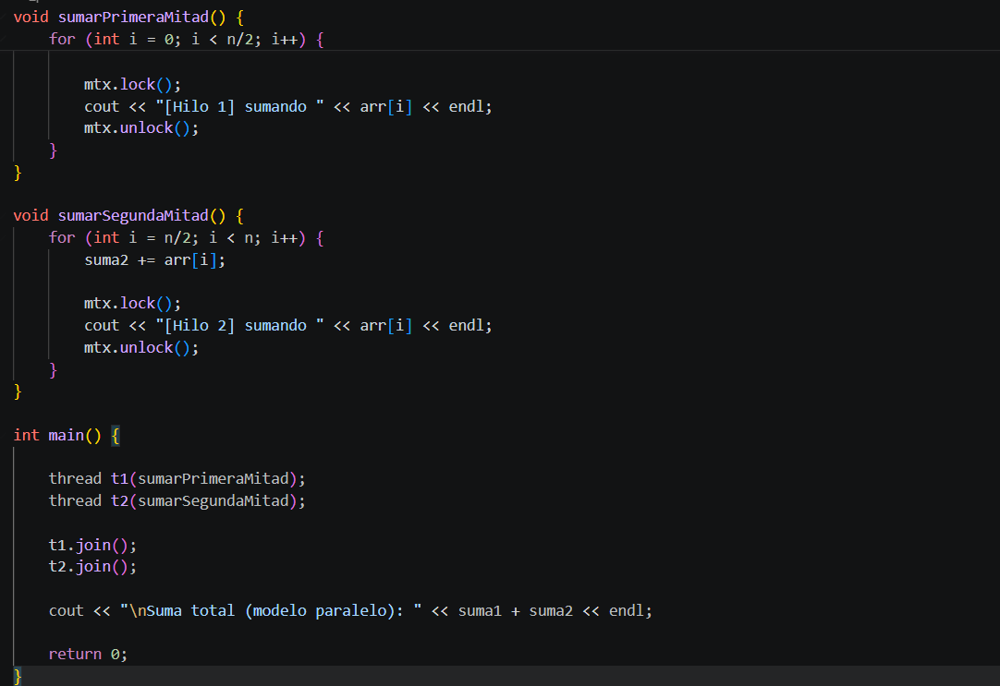 void sumarPrimeraMitad() {
    for (int i = 0; i < n/2; i++) {
        mtx.lock();
        cout << "[Hilo 1] sumando " << arr[i] << endl;
        mtx.unlock();
    }
}
void sumarSegundaMitad() {
    for (int i = n/2; i < n; i++) {
        suma2 += arr[i];
        mtx.lock();
        cout << "[Hilo 2] sumando " << arr[i] << endl;
        mtx.unlock();
    }
}
int main() {
    thread t1(sumarPrimeraMitad);
    thread t2(sumarSegundaMitad);
    t1.join();
    t2.join();
    cout << "\nSuma total (modelo paralelo): " << suma1 + suma2 << endl;
    return 0;
}